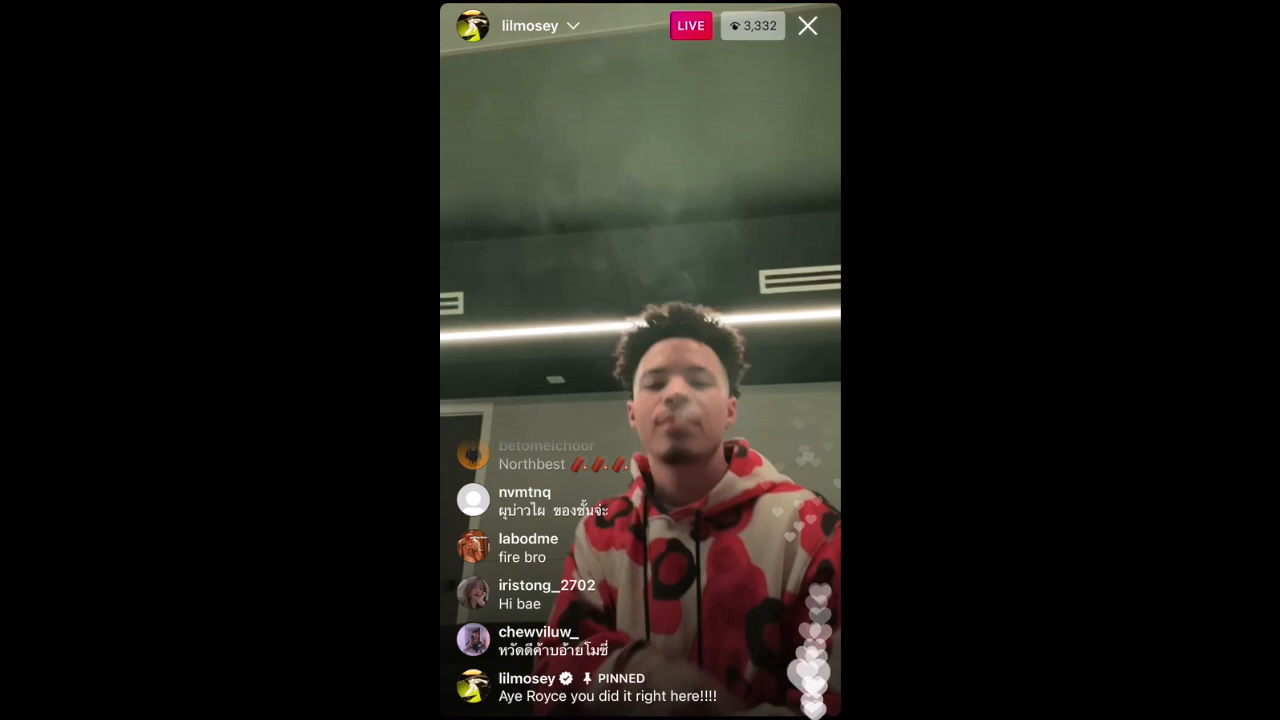 lilmosey
LIVE
3,332
betomelchoor
Northbest
nvmtnq
ผุบ่าวไผ ของชั้นจ่ะ
labodme
fire bro
iristong_2702
Hi bae
chewviluw_
หวัดดีค้าบอ้ายโมซี่
lilmosey PINNED
Aye Royce you did it right here!!!!